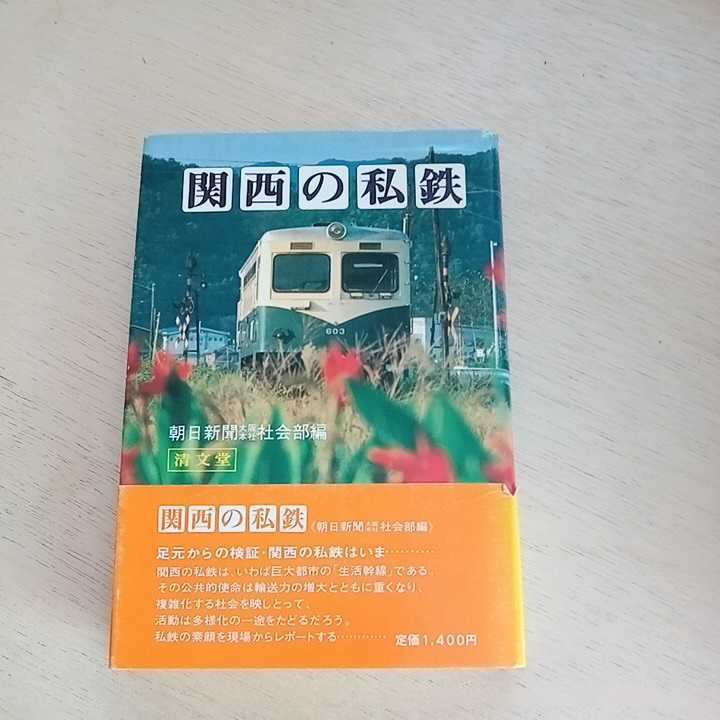 関西の私鉄
603
朝日新聞大阪本社社会部編
清文堂
関西の私鉄〈朝日新聞大阪本社社会部編〉
足元からの検証・関西の私鉄はいま‥‥‥‥‥
関西の私鉄は、いわば巨大都市の「生活幹線」である。
その公共的使命は輸送力の増大とともに重くなり、
複雑化する社会を映しとって、
活動は多様化の一途をたどるだろう。
私鉄の素顔を現場からレポートする‥‥‥‥‥‥
定価1,400円